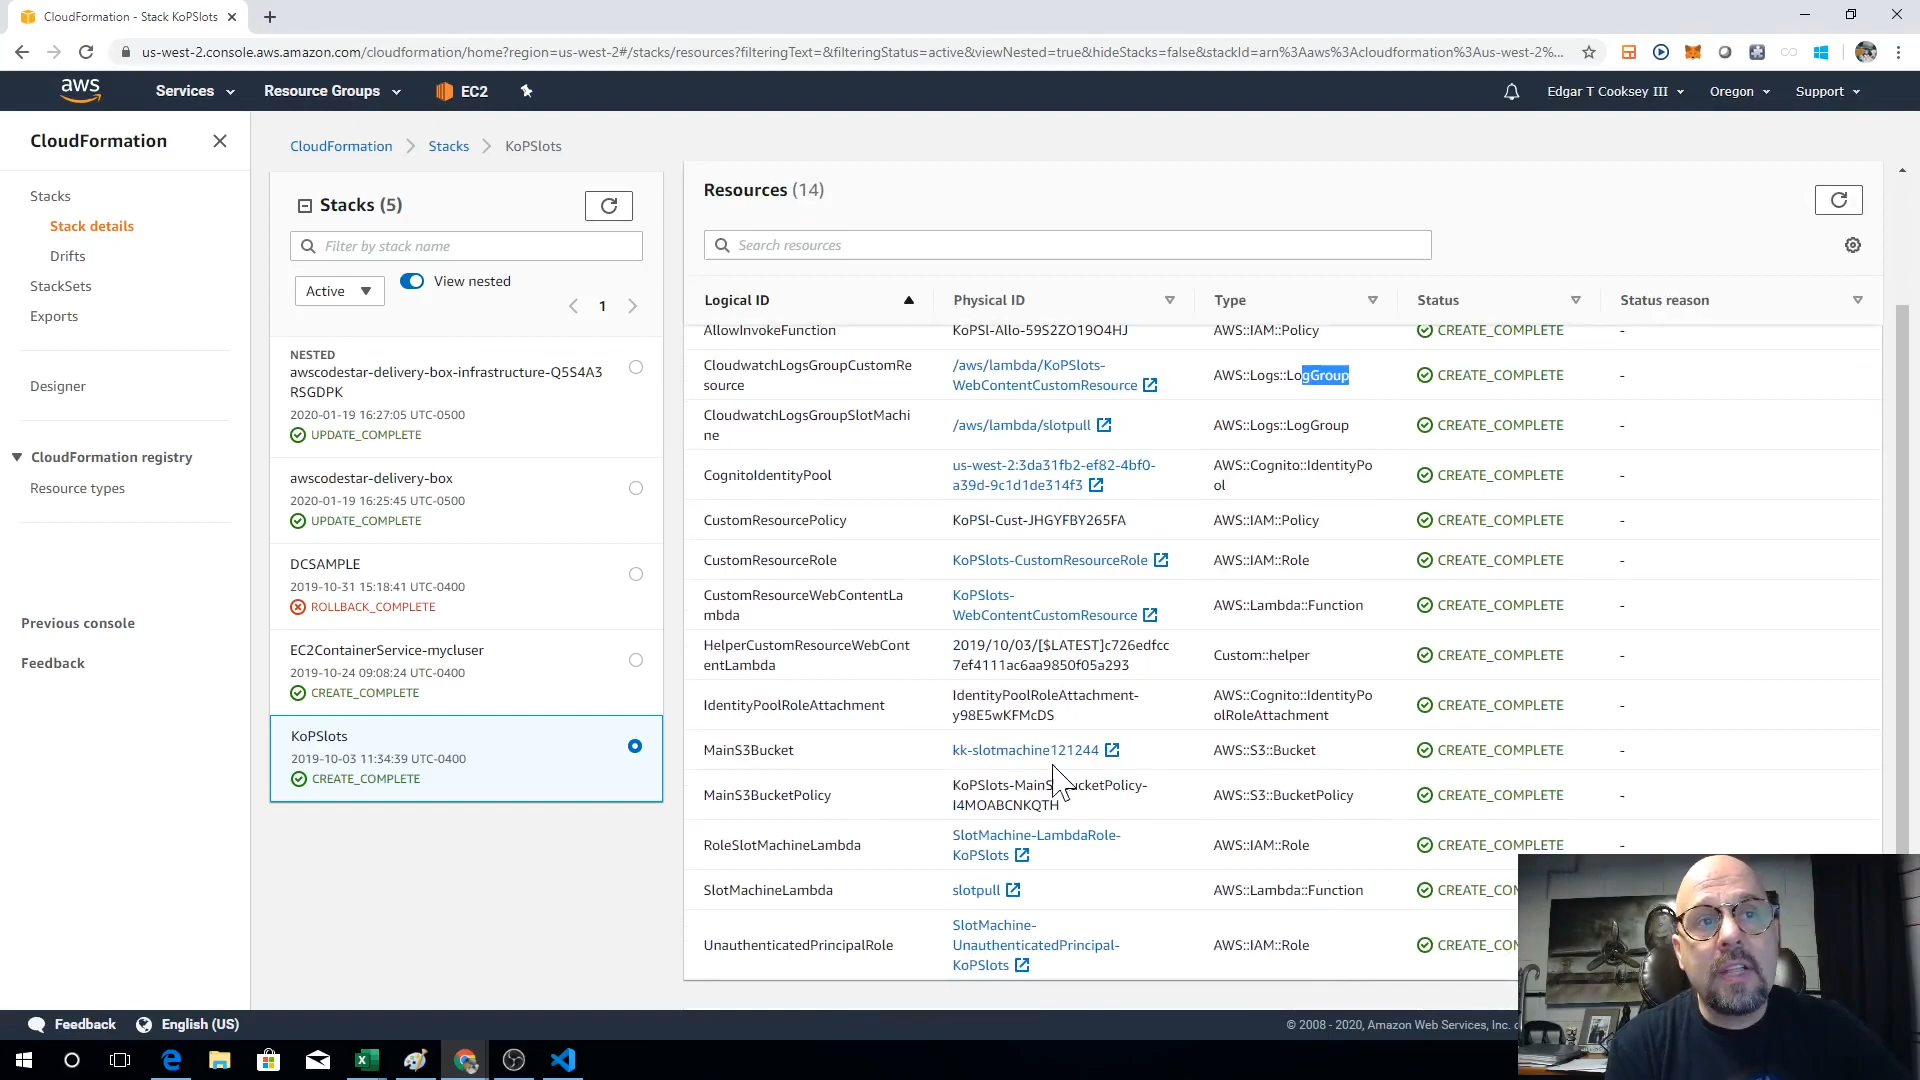 CloudFormation - Stack KoPSlots
us-west-2.console.aws.amazon.com/cloudformation/home?region=us-west-2#/stacks/resources?filteringText=&filteringStatus=active&viewNested=true&hideStacks=false&stackId=arn%3Aaws%3Acloudformation%3Aus-west-2%...
aws
Services
Resource Groups
EC2
Edgar T Cooksey III
Oregon
Support
CloudFormation
Stacks
Stack details
Drifts
StackSets
Exports
Designer
CloudFormation registry
Resource types
Previous console
Feedback
CloudFormation
Stacks
KoPSlots
Stacks (5)
Filter by stack name
Active
View nested
1
NESTED
awscodestar-delivery-box-infrastructure-Q5S4A3
RSGDPK
2020-01-19 16:27:05 UTC-0500
UPDATE_COMPLETE
awscodestar-delivery-box
2020-01-19 16:25:45 UTC-0500
UPDATE_COMPLETE
DCSAMPLE
2019-10-31 15:18:41 UTC-0400
ROLLBACK_COMPLETE
EC2ContainerService-mycluser
2019-10-24 09:08:24 UTC-0400
CREATE_COMPLETE
KoPSlots
2019-10-03 11:34:39 UTC-0400
CREATE_COMPLETE
Resources (14)
Search resources
Logical ID
Physical ID
Type
Status
Status reason
AllowInvokeFunction
KoPSl-Allo-59S2ZO19O4HJ
AWS::IAM::Policy
CREATE_COMPLETE
-
CloudwatchLogsGroupCustomRe
source
/aws/lambda/KoPSlots-
WebContentCustomResource
AWS::Logs::LogGroup
CREATE_COMPLETE
-
CloudwatchLogsGroupSlotMachi
ne
/aws/lambda/slotpull
AWS::Logs::LogGroup
CREATE_COMPLETE
-
CognitoIdentityPool
us-west-2:3da31fb2-ef82-4bf0-
a39d-9c1d1de314f3
AWS::Cognito::IdentityPo
ol
CREATE_COMPLETE
-
CustomResourcePolicy
KoPSl-Cust-JHGYFBY265FA
AWS::IAM::Policy
CREATE_COMPLETE
-
CustomResourceRole
KoPSlots-CustomResourceRole
AWS::IAM::Role
CREATE_COMPLETE
-
CustomResourceWebContentLa
mbda
KoPSlots-
WebContentCustomResource
AWS::Lambda::Function
CREATE_COMPLETE
-
HelperCustomResourceWebCont
entLambda
2019/10/03/[$LATEST]c726edfcc
7ef4111ac6aa9850f05a293
Custom::helper
CREATE_COMPLETE
-
IdentityPoolRoleAttachment
IdentityPoolRoleAttachment-
y98E5wKFMcDS
AWS::Cognito::IdentityPo
olRoleAttachment
CREATE_COMPLETE
-
MainS3Bucket
kk-slotmachine121244
AWS::S3::Bucket
CREATE_COMPLETE
-
MainS3BucketPolicy
KoPSlots-MainS cketPolicy-
I4MOABCNKQTH
AWS::S3::BucketPolicy
CREATE_COMPLETE
-
RoleSlotMachineLambda
SlotMachine-LambdaRole-
KoPSlots
AWS::IAM::Role
CREATE_COMPLETE
-
SlotMachineLambda
slotpull
AWS::Lambda::Function
CREATE_CO
UnauthenticatedPrincipalRole
SlotMachine-
UnauthenticatedPrincipal-
KoPSlots
AWS::IAM::Role
CREATE_CO
Feedback
English (US)
© 2008 - 2020, Amazon Web Services, Inc.